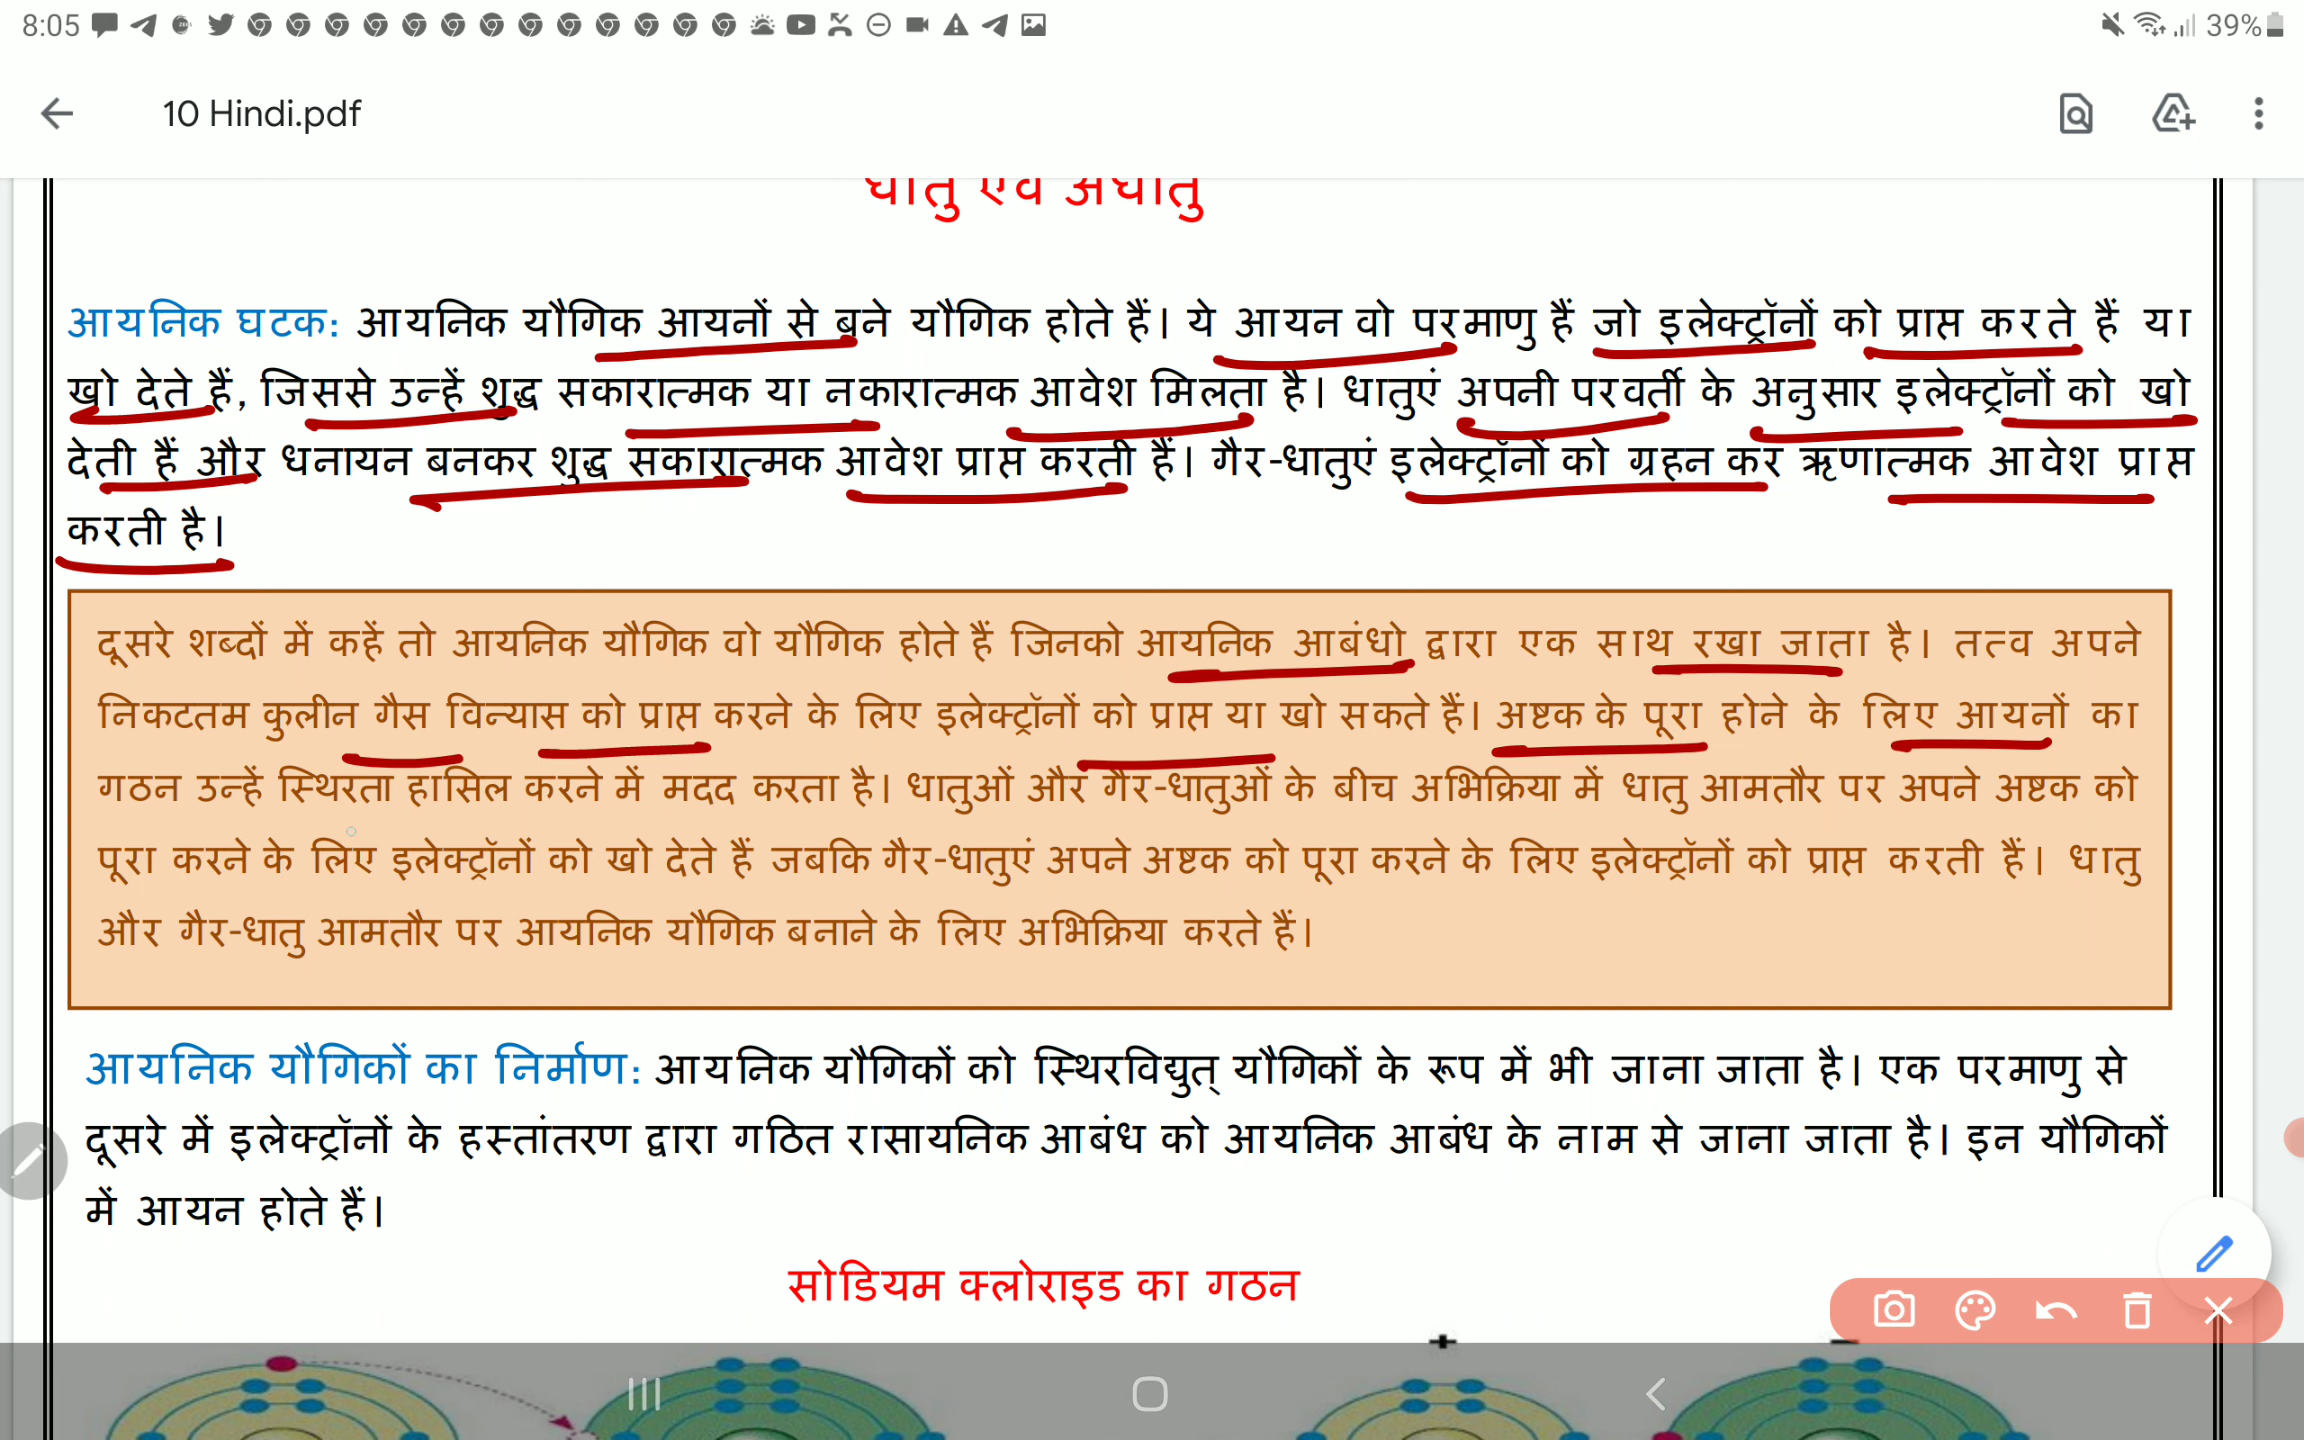 8:05
39%
10 Hindi.pdf
धातु एवं अधातु
आयनिक घटक: आयनिक यौगिक आयनों से बने यौगिक होते हैं। ये आयन वो परमाणु हैं जो इलेक्ट्रॉनों को प्राप्त करते हैं या
खो देते हैं, जिससे उन्हें शुद्ध सकारात्मक या नकारात्मक आवेश मिलता है। धातुएं अपनी परवर्ती के अनुसार इलेक्ट्रॉनों को खो
देती हैं और धनायन बनकर शुद्ध सकारात्मक आवेश प्राप्त करती हैं। गैर-धातुएं इलेक्ट्रॉनों को ग्रहन कर ऋणात्मक आवेश प्राप्त
करती है।
दूसरे शब्दों में कहें तो आयनिक यौगिक वो यौगिक होते हैं जिनको आयनिक आबंधो द्वारा एक साथ रखा जाता है। तत्व अपने
निकटतम कुलीन गैस विन्यास को प्राप्त करने के लिए इलेक्ट्रॉनों को प्राप्त या खो सकते हैं। अष्टक के पूरा होने के लिए आयनों का
गठन उन्हें स्थिरता हासिल करने में मदद करता है। धातुओं और गैर-धातुओं के बीच अभिक्रिया में धातु आमतौर पर अपने अष्टक को
पूरा करने के लिए इलेक्ट्रॉनों को खो देते हैं जबकि गैर-धातुएं अपने अष्टक को पूरा करने के लिए इलेक्ट्रॉनों को प्राप्त करती हैं। धातु
और गैर-धातु आमतौर पर आयनिक यौगिक बनाने के लिए अभिक्रिया करते हैं।
आयनिक यौगिकों का निर्माण: आयनिक यौगिकों को स्थिरविद्युत् यौगिकों के रूप में भी जाना जाता है। एक परमाणु से
दूसरे में इलेक्ट्रॉनों के हस्तांतरण द्वारा गठित रासायनिक आबंध को आयनिक आबंध के नाम से जाना जाता है। इन यौगिकों
में आयन होते हैं।
सोडियम क्लोराइड का गठन
+ −